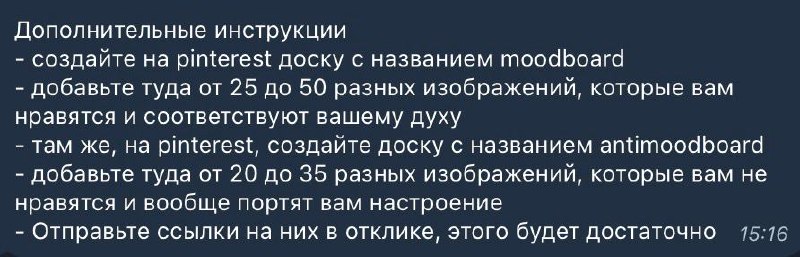 Дополнительные инструкции
- создайте на pinterest доску с названием moodboard
- добавьте туда от 25 до 50 разных изображений, которые вам
нравятся и соответствуют вашему духу
- там же, на pinterest, создайте доску с названием antimoodboard
- добавьте туда от 20 до 35 разных изображений, которые вам не
нравятся и вообще портят вам настроение
- Отправьте ссылки на них в отклике, этого будет достаточно 15:16